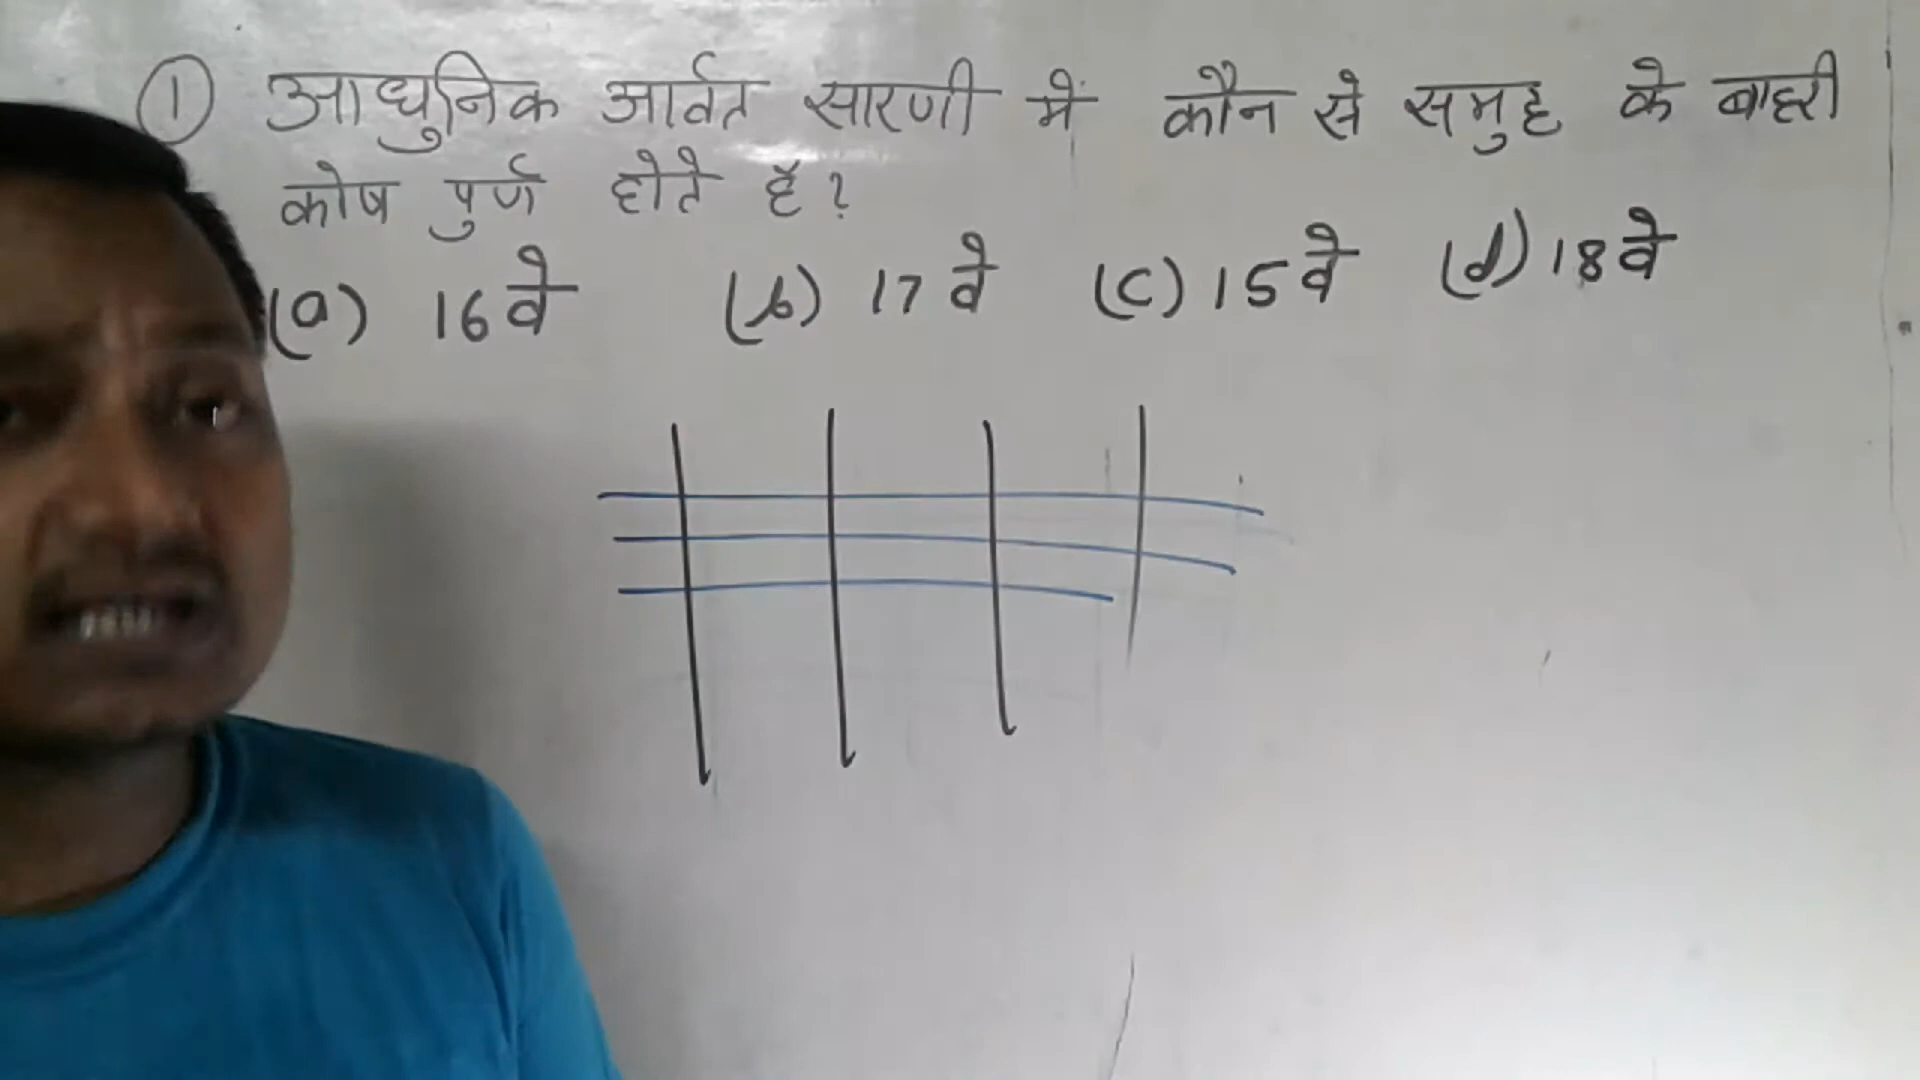 ① आधुनिक आर्वत सारणी में कौन से समुह के बाहरी
कोष पुर्ण होते है ?
(a) 16वे (b) 17वे (c) 15वे (d) 18वे